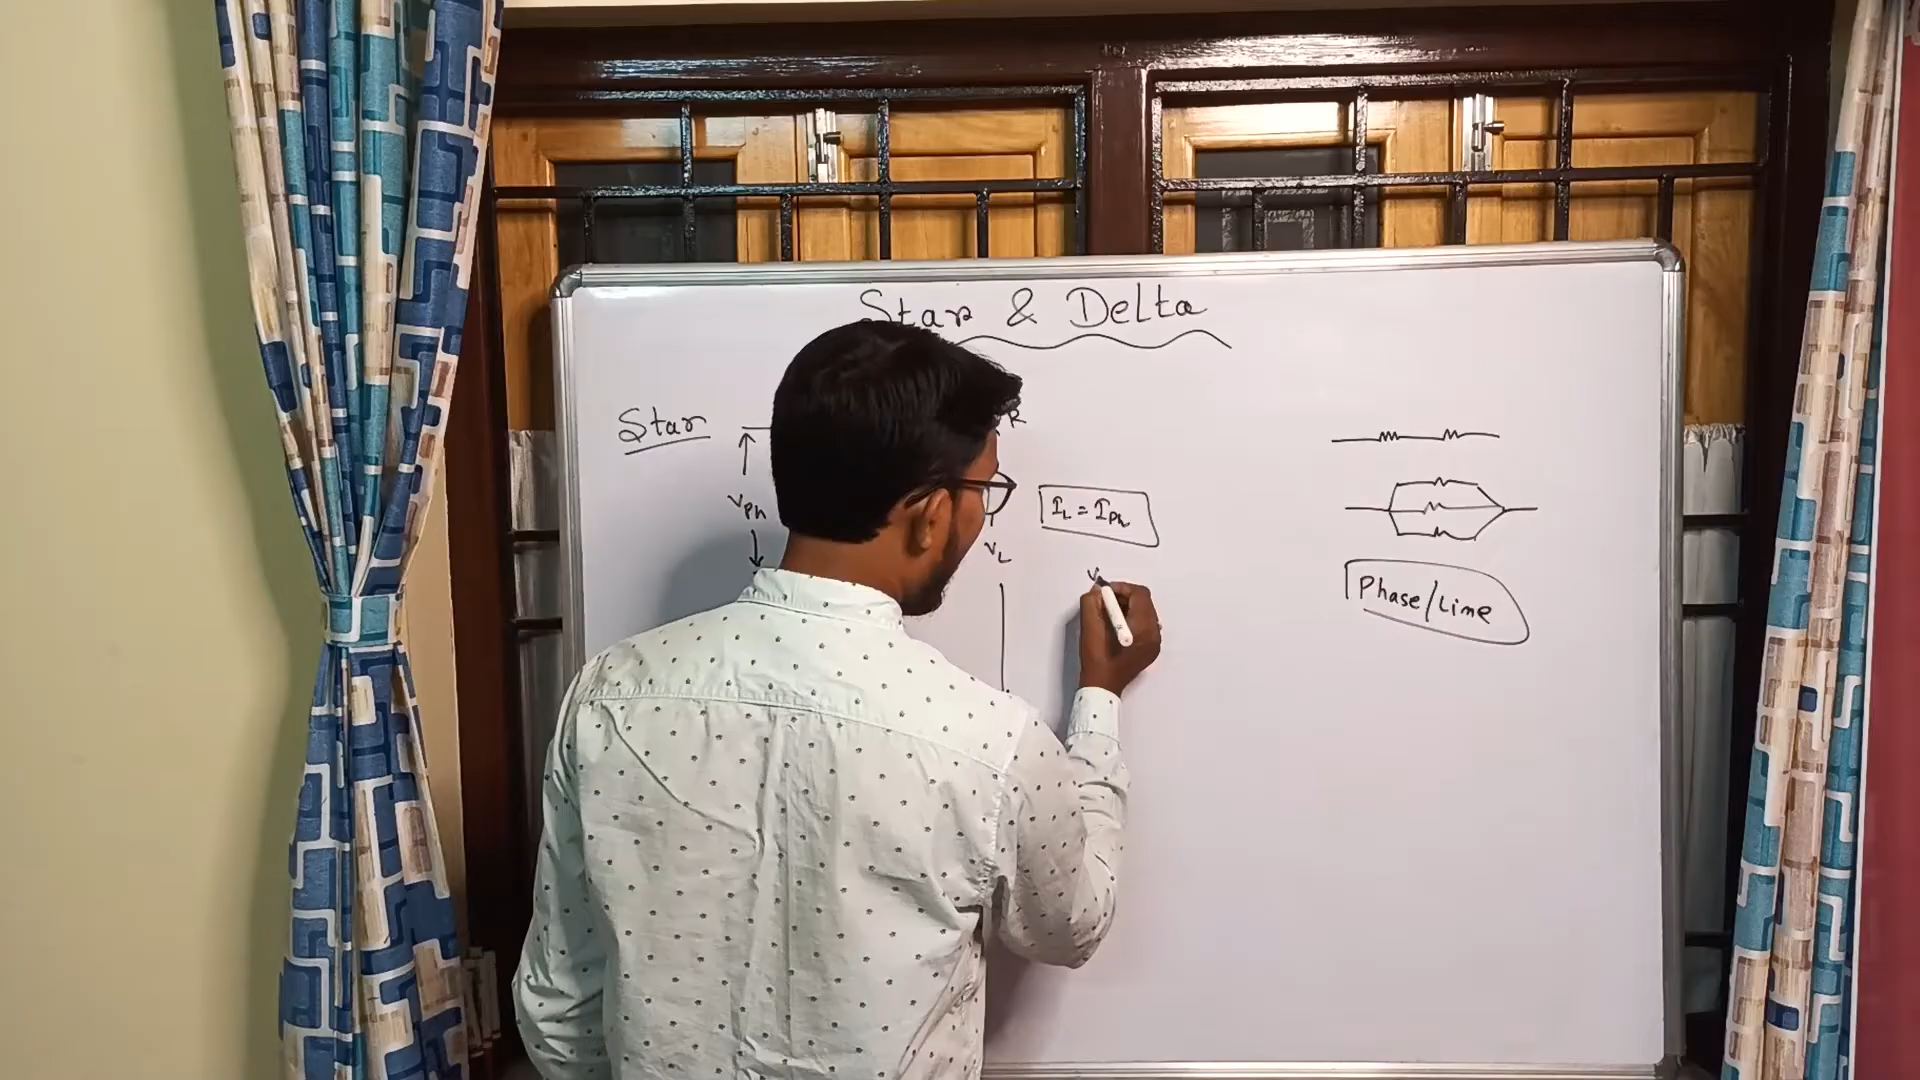 Star & Delta
Star
R
VPh
IL = IPh
VL
V
Phase/Line